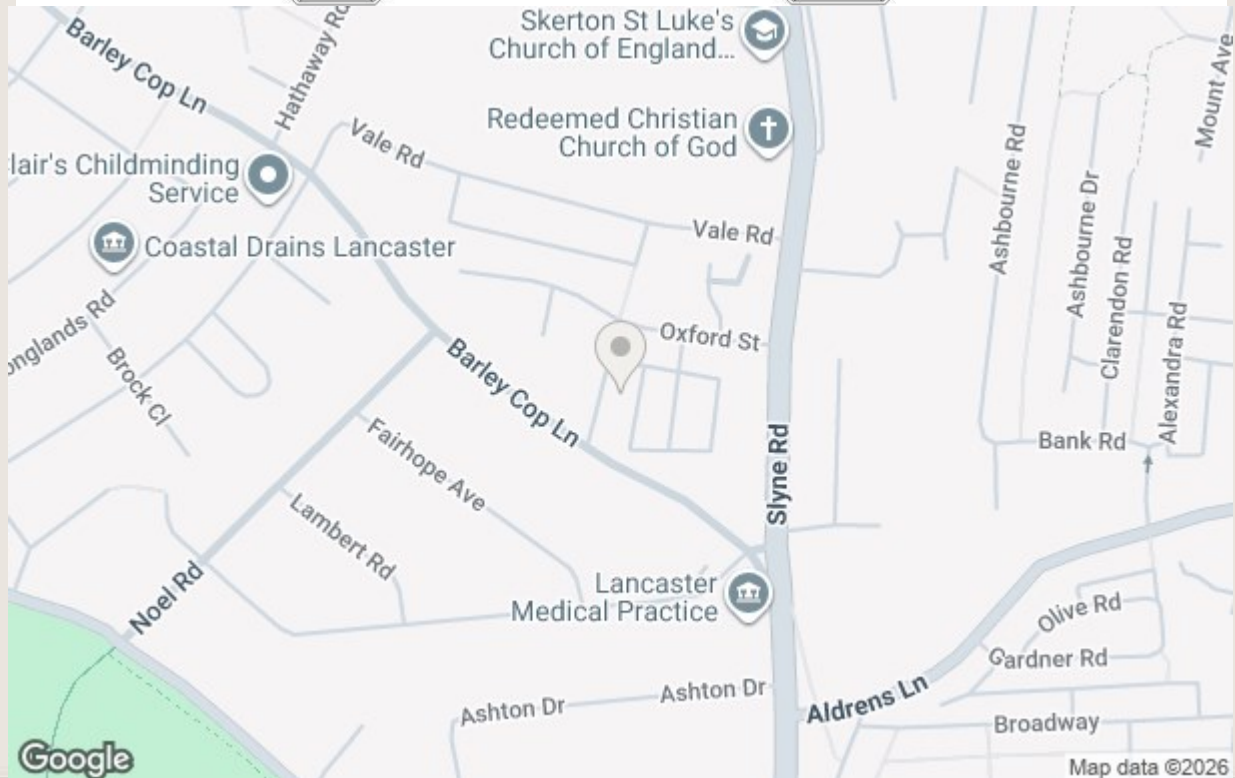 Barley Cop Ln
Hathaway Rd
Skerton St Luke's
Church of England...
Mount Ave
Vale Rd
Redeemed Christian
Church of God
lair's Childminding
Service
Ashbourne Rd
Ashbourne Dr
Vale Rd
Coastal Drains Lancaster
Clarendon Rd
onglands Rd
Oxford St
Alexandra Rd
Brock Cl
Barley Cop Ln
Bank Rd
Fairhope Ave
Slyne Rd
Lambert Rd
Noel Rd
Lancaster
Medical Practice
Olive Rd
Gardner Rd
Ashton Dr
Ashton Dr
Aldrens Ln
Broadway
Google
Map data ©2026